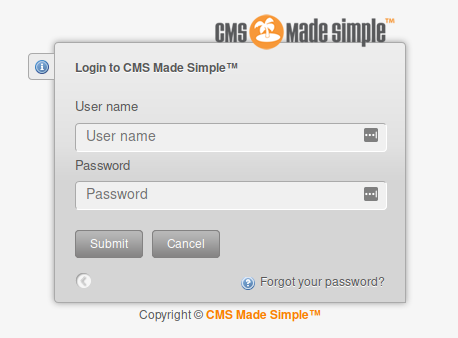 CMS made simple™
Login to CMS Made Simple™
User name
User name
Password
Password
Submit Cancel
Forgot your password?
Copyright © CMS Made Simple™